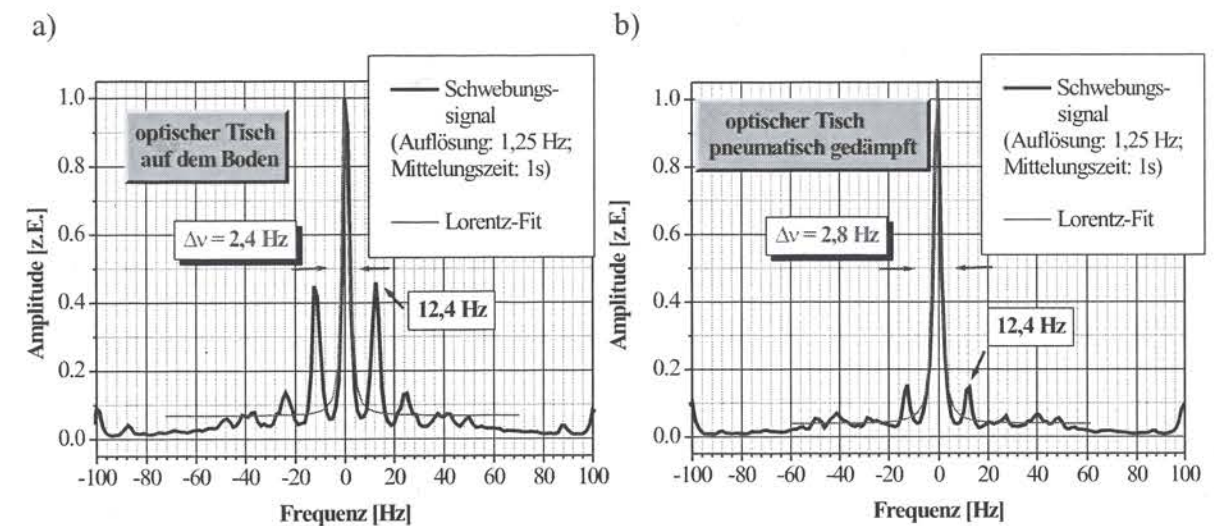 a)
optischer Tisch
auf dem Boden
Schwebungs-
signal
(Auflösung: 1,25 Hz;
Mittelungszeit: 1s)
Lorentz-Fit
Δν = 2,4 Hz
12,4 Hz
Amplitude [z.E.]
1.0
0.8
0.6
0.4
0.2
0.0
-100 -80 -60 -40 -20 0 20 40 60 80 100
Frequenz [Hz]
b)
optischer Tisch
pneumatisch gedämpft
Schwebungs-
signal
(Auflösung: 1,25 Hz;
Mittelungszeit: 1s)
Lorentz-Fit
Δν = 2,8 Hz
12,4 Hz
Amplitude [z.E.]
1.0
0.8
0.6
0.4
0.2
0.0
-100 -80 -60 -40 -20 0 20 40 60 80 100
Frequenz [Hz]